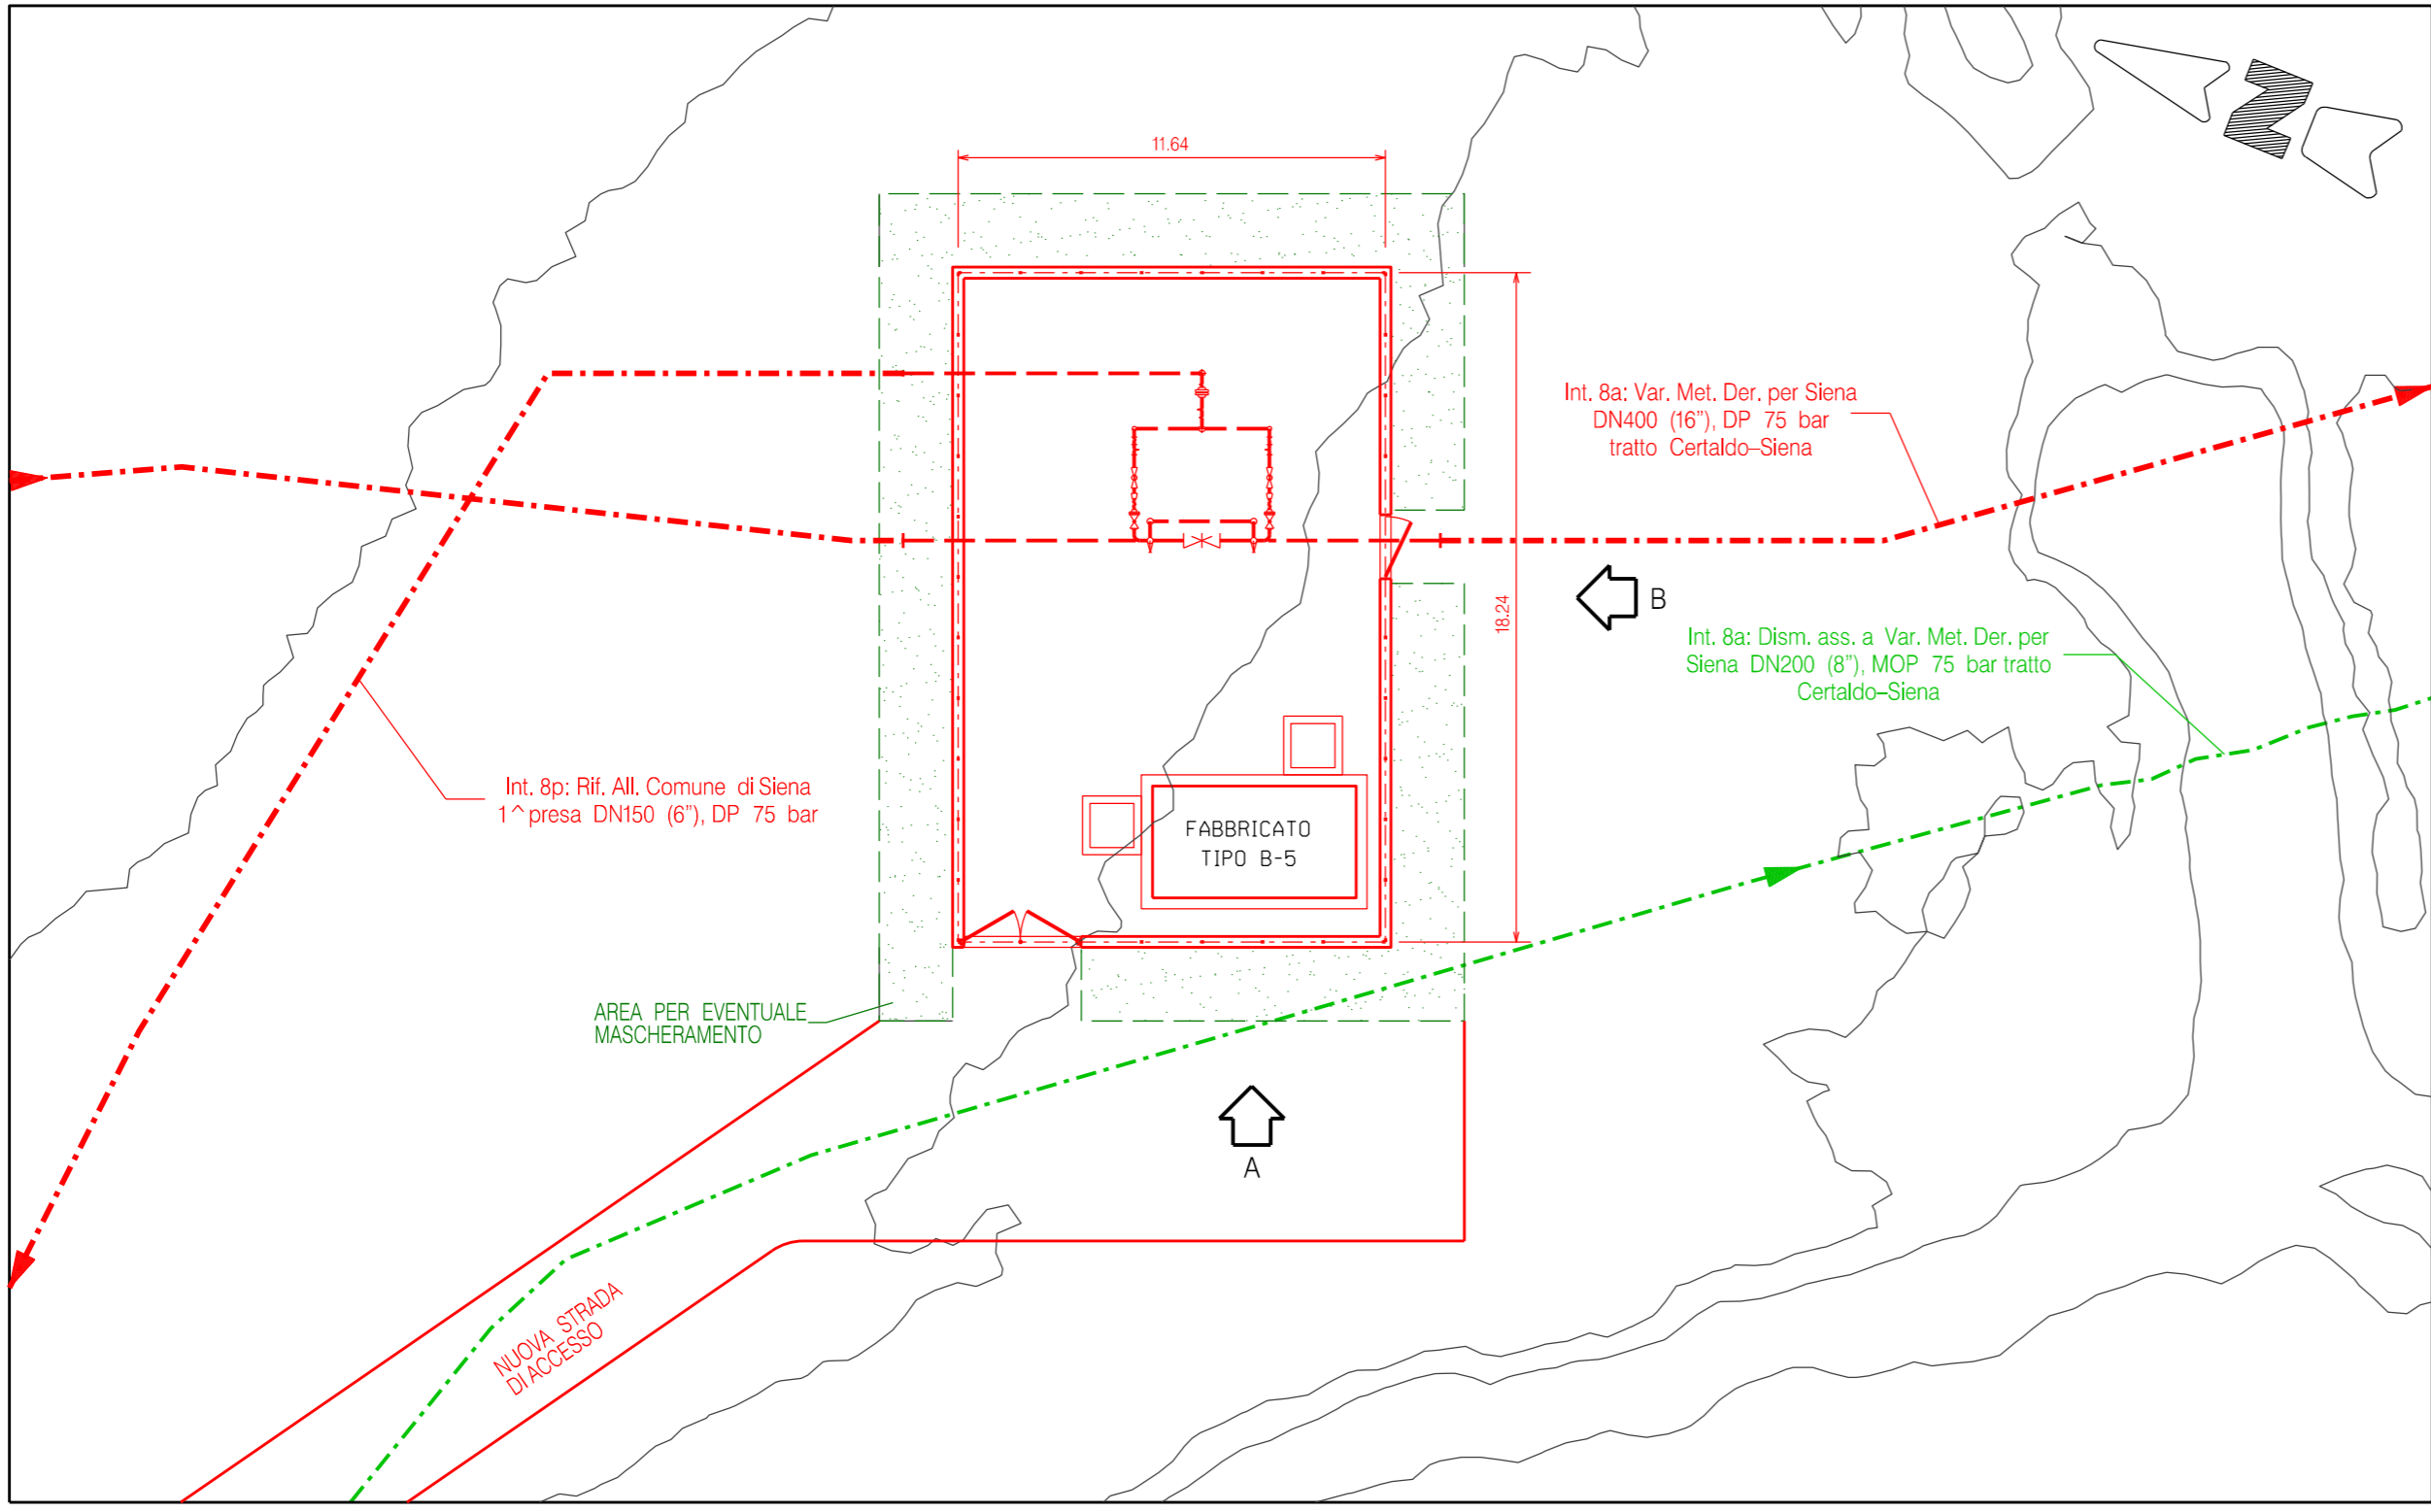 11.64
Int. 8a: Var. Met. Der. per Siena
DN400 (16”), DP 75 bar
tratto Certaldo–Siena
18.24
B
Int. 8a: Dism. ass. a Var. Met. Der. per
Siena DN200 (8”), MOP 75 bar tratto
Certaldo–Siena
Int. 8p: Rif. All. Comune di Siena
1^ presa DN150 (6”), DP 75 bar
FABBRICATO
TIPO B-5
AREA PER EVENTUALE
MASCHERAMENTO
A
NUOVA STRADA
DI ACCESSO